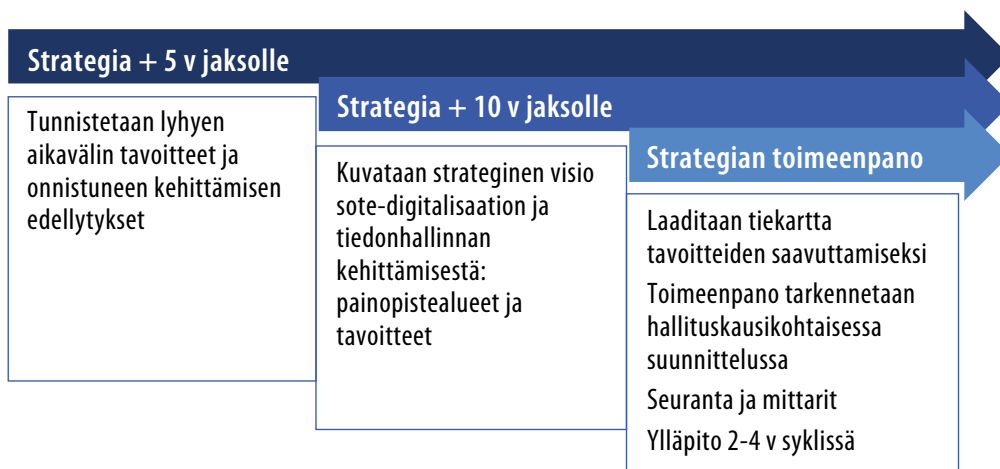 Strategia + 5 v jaksolle
Tunnistetaan lyhyen
aikavälin tavoitteet ja
onnistuneen kehittämisen
edellytykset
Strategia + 10 v jaksolle
Kuvataan strateginen visio
sote-digitalisaation ja
tiedonhallinnan
kehittämisestä:
painopistealueet ja
tavoitteet
Strategian toimeenpano
Laaditaan tiekartta
tavoitteiden saavuttamiseksi
Toimeenpano tarkennetaan
hallituskausikohtaisessa
suunnittelussa
Seuranta ja mittarit
Ylläpito 2-4 v syklissä